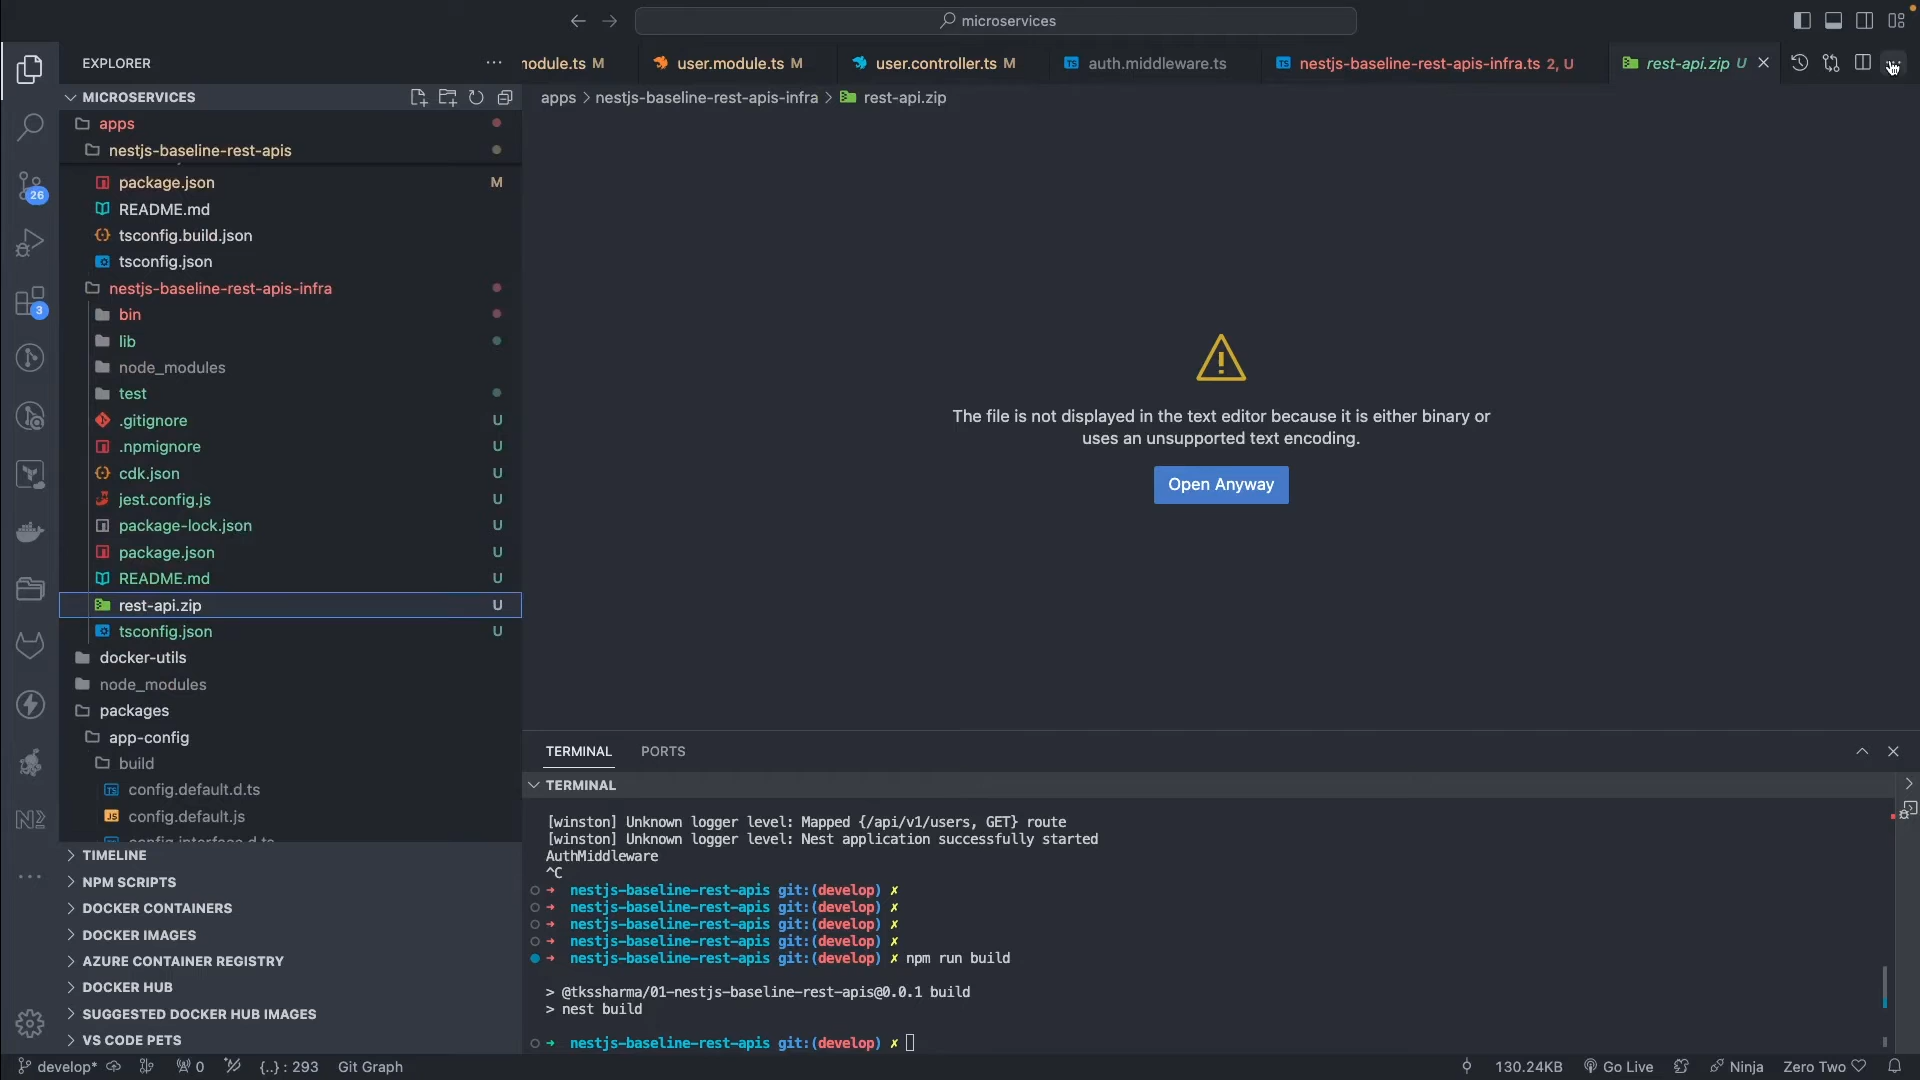 microservices
EXPLORER
module.ts M
user.module.ts M
user.controller.ts M
auth.middleware.ts
nestjs-baseline-rest-apis-infra.ts 2, U
rest-api.zip U
MICROSERVICES
apps > nestjs-baseline-rest-apis-infra > rest-api.zip
apps
nestjs-baseline-rest-apis
package.json M
README.md
tsconfig.build.json
tsconfig.json
nestjs-baseline-rest-apis-infra
bin
lib
node_modules
test
.gitignore U
.npmignore U
cdk.json U
jest.config.js U
package-lock.json U
package.json U
README.md U
rest-api.zip U
tsconfig.json U
docker-utils
node_modules
packages
app-config
build
config.default.d.ts
config.default.js
config.interface.d.ts
TIMELINE
NPM SCRIPTS
DOCKER CONTAINERS
DOCKER IMAGES
AZURE CONTAINER REGISTRY
DOCKER HUB
SUGGESTED DOCKER HUB IMAGES
VS CODE PETS
26
3
The file is not displayed in the text editor because it is either binary or
uses an unsupported text encoding.
Open Anyway
TERMINAL PORTS
TERMINAL
[winston] Unknown logger level: Mapped {/api/v1/users, GET} route
[winston] Unknown logger level: Nest application successfully started
AuthMiddleware
^C
→ nestjs-baseline-rest-apis git:(develop) ✗
→ nestjs-baseline-rest-apis git:(develop) ✗
→ nestjs-baseline-rest-apis git:(develop) ✗
→ nestjs-baseline-rest-apis git:(develop) ✗
→ nestjs-baseline-rest-apis git:(develop) ✗ npm run build
> @tkssharma/01-nestjs-baseline-rest-apis@0.0.1 build
> nest build
→ nestjs-baseline-rest-apis git:(develop) ✗
develop* 0 {..} : 293 Git Graph 130.24KB Go Live Ninja Zero Two